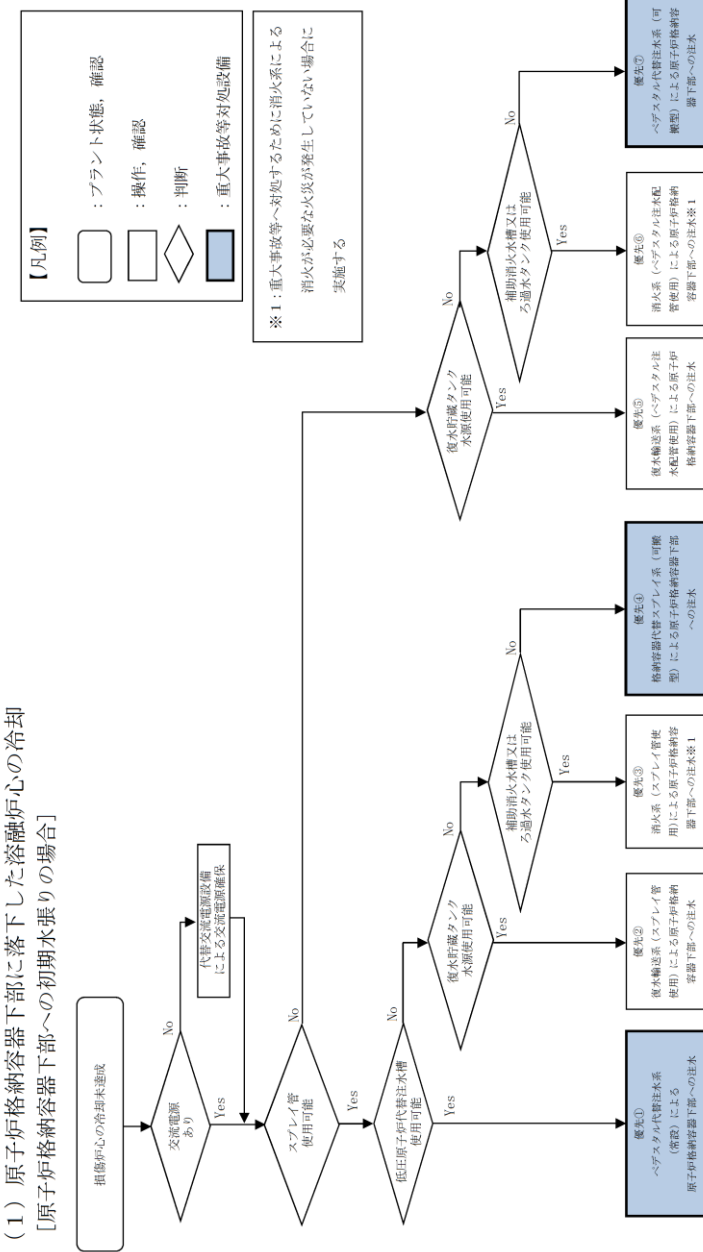 （１）原子炉格納容器下部に落下した溶融炉心の冷却
［原子炉格納容器下部への初期水張りの場合］
【凡例】
：プラント状態，確認
：操作，確認
：判断
：重大事故等対処設備
※１：重大事故等へ対処するために消火系による
消火が必要な火災が発生していない場合に
実施する
損傷炉心の冷却未達成
交流電源
あり
No
Yes
代替交流電源設備
による交流電源確保
スプレイ管
使用可能
No
Yes
低圧原子炉代替注水槽
使用可能
No
Yes
復水貯蔵タンク
水源使用可能
No
Yes
補助消火水槽又は
ろ過水タンク使用可能
No
Yes
復水貯蔵タンク
水源使用可能
No
Yes
補助消火水槽又は
ろ過水タンク使用可能
No
Yes
優先①
ペデスタル代替注水系
（常設）による
原子炉格納容器下部への注水
優先②
復水輸送系（スプレイ管
使用）による原子炉格納
容器下部への注水
優先③
消火系（スプレイ管使
用）による原子炉格納容
器下部への注水※１
優先④
格納容器代替スプレイ系（可搬
型）による原子炉格納容器下部
への注水
優先⑤
復水輸送系（ペデスタル注
水配管使用）による原子炉
格納容器下部への注水
優先⑥
消火系（ペデスタル注水配
管使用）による原子炉格納
容器下部への注水※１
優先⑦
ペデスタル代替注水系（可
搬型）による原子炉格納容
器下部への注水